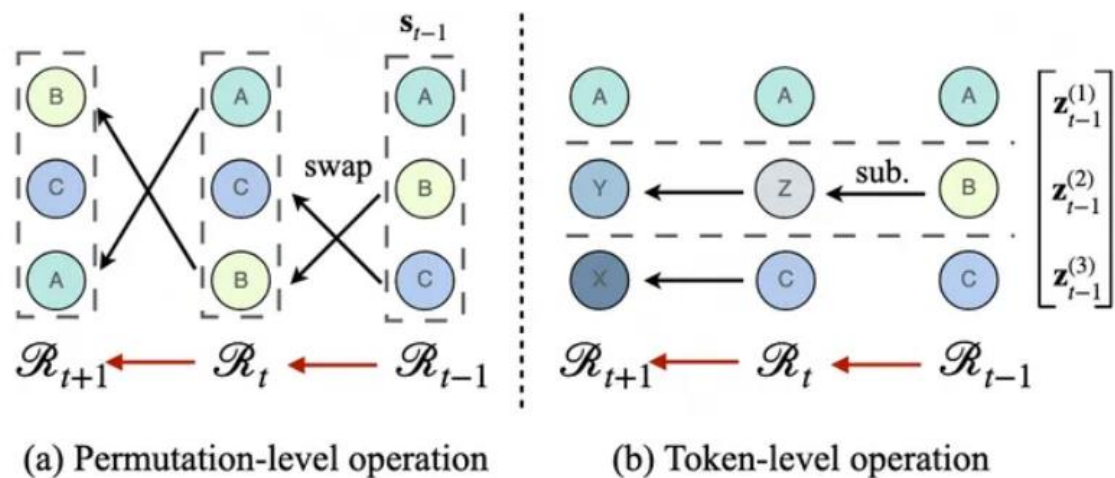 s_{t-1}
B A A A A A z_{t-1}^{(1)}
swap sub.
C C B Y Z B z_{t-1}^{(2)}
A B C X C C z_{t-1}^{(3)}
ℛ_{t+1} ℛ_t ℛ_{t-1} ℛ_{t+1} ℛ_t ℛ_{t-1}
(a) Permutation-level operation (b) Token-level operation